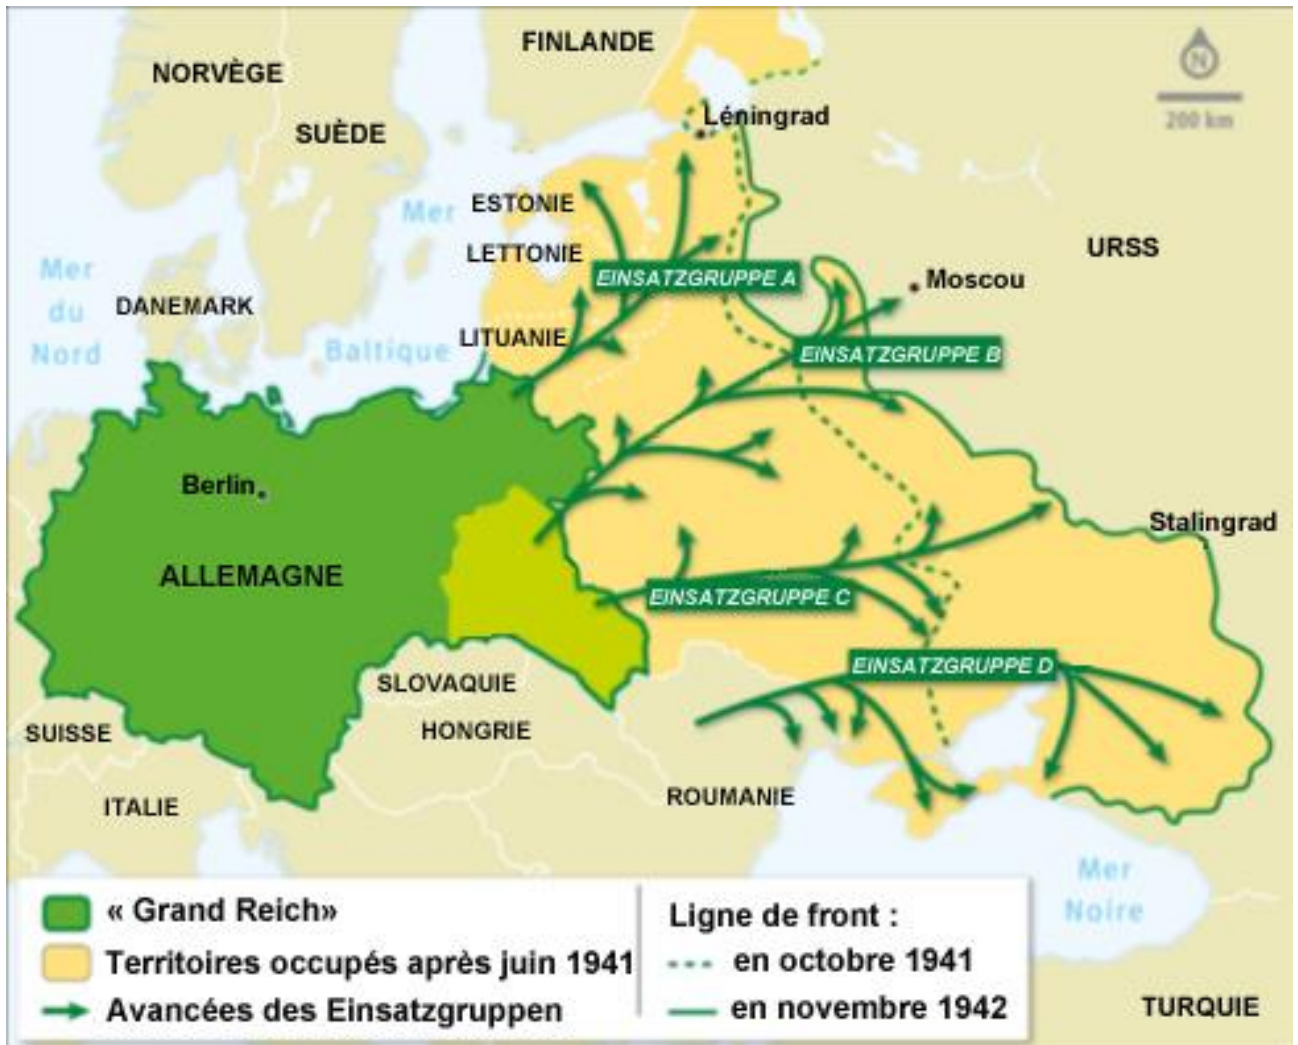 FINLANDE
NORVÈGE
N
200 km
SUÈDE
Léningrad
Mer
ESTONIE
LETTONIE
URSS
Mer
du
Nord
EINSATZGRUPPE A
Moscou
DANEMARK
LITUANIE
Baltique
EINSATZGRUPPE B
Berlin
Stalingrad
ALLEMAGNE
EINSATZGRUPPE C
EINSATZGRUPPE D
SLOVAQUIE
SUISSE
HONGRIE
ITALIE
ROUMANIE
Mer
Noire
« Grand Reich»
Territoires occupés après juin 1941
Avancées des Einsatzgruppen
Ligne de front :
en octobre 1941
en novembre 1942
TURQUIE